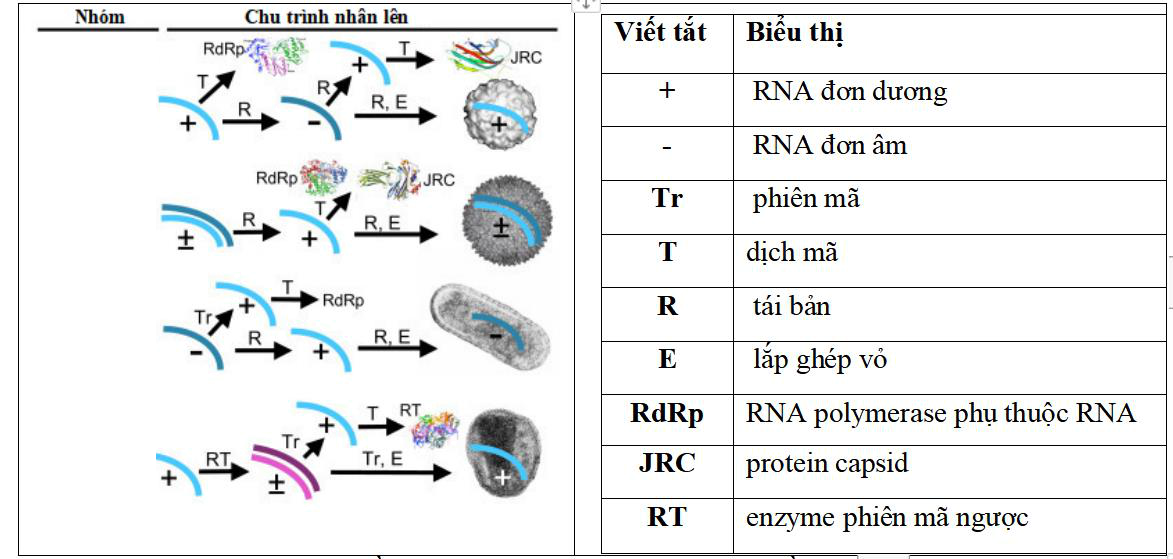 Nhóm Chu trình nhân lên
RdRp T JRC
T + R
+ R - R, E +
RdRp JRC
T
± R + R, E ±
T RdRp
Tr +
- R + R, E -
T RT
Tr +
+ RT ± Tr, E +
Viết tắt Biểu thị
+ RNA đơn dương
- RNA đơn âm
Tr phiên mã
T dịch mã
R tái bản
E lắp ghép vỏ
RdRp RNA polymerase phụ thuộc RNA
JRC protein capsid
RT enzyme phiên mã ngược